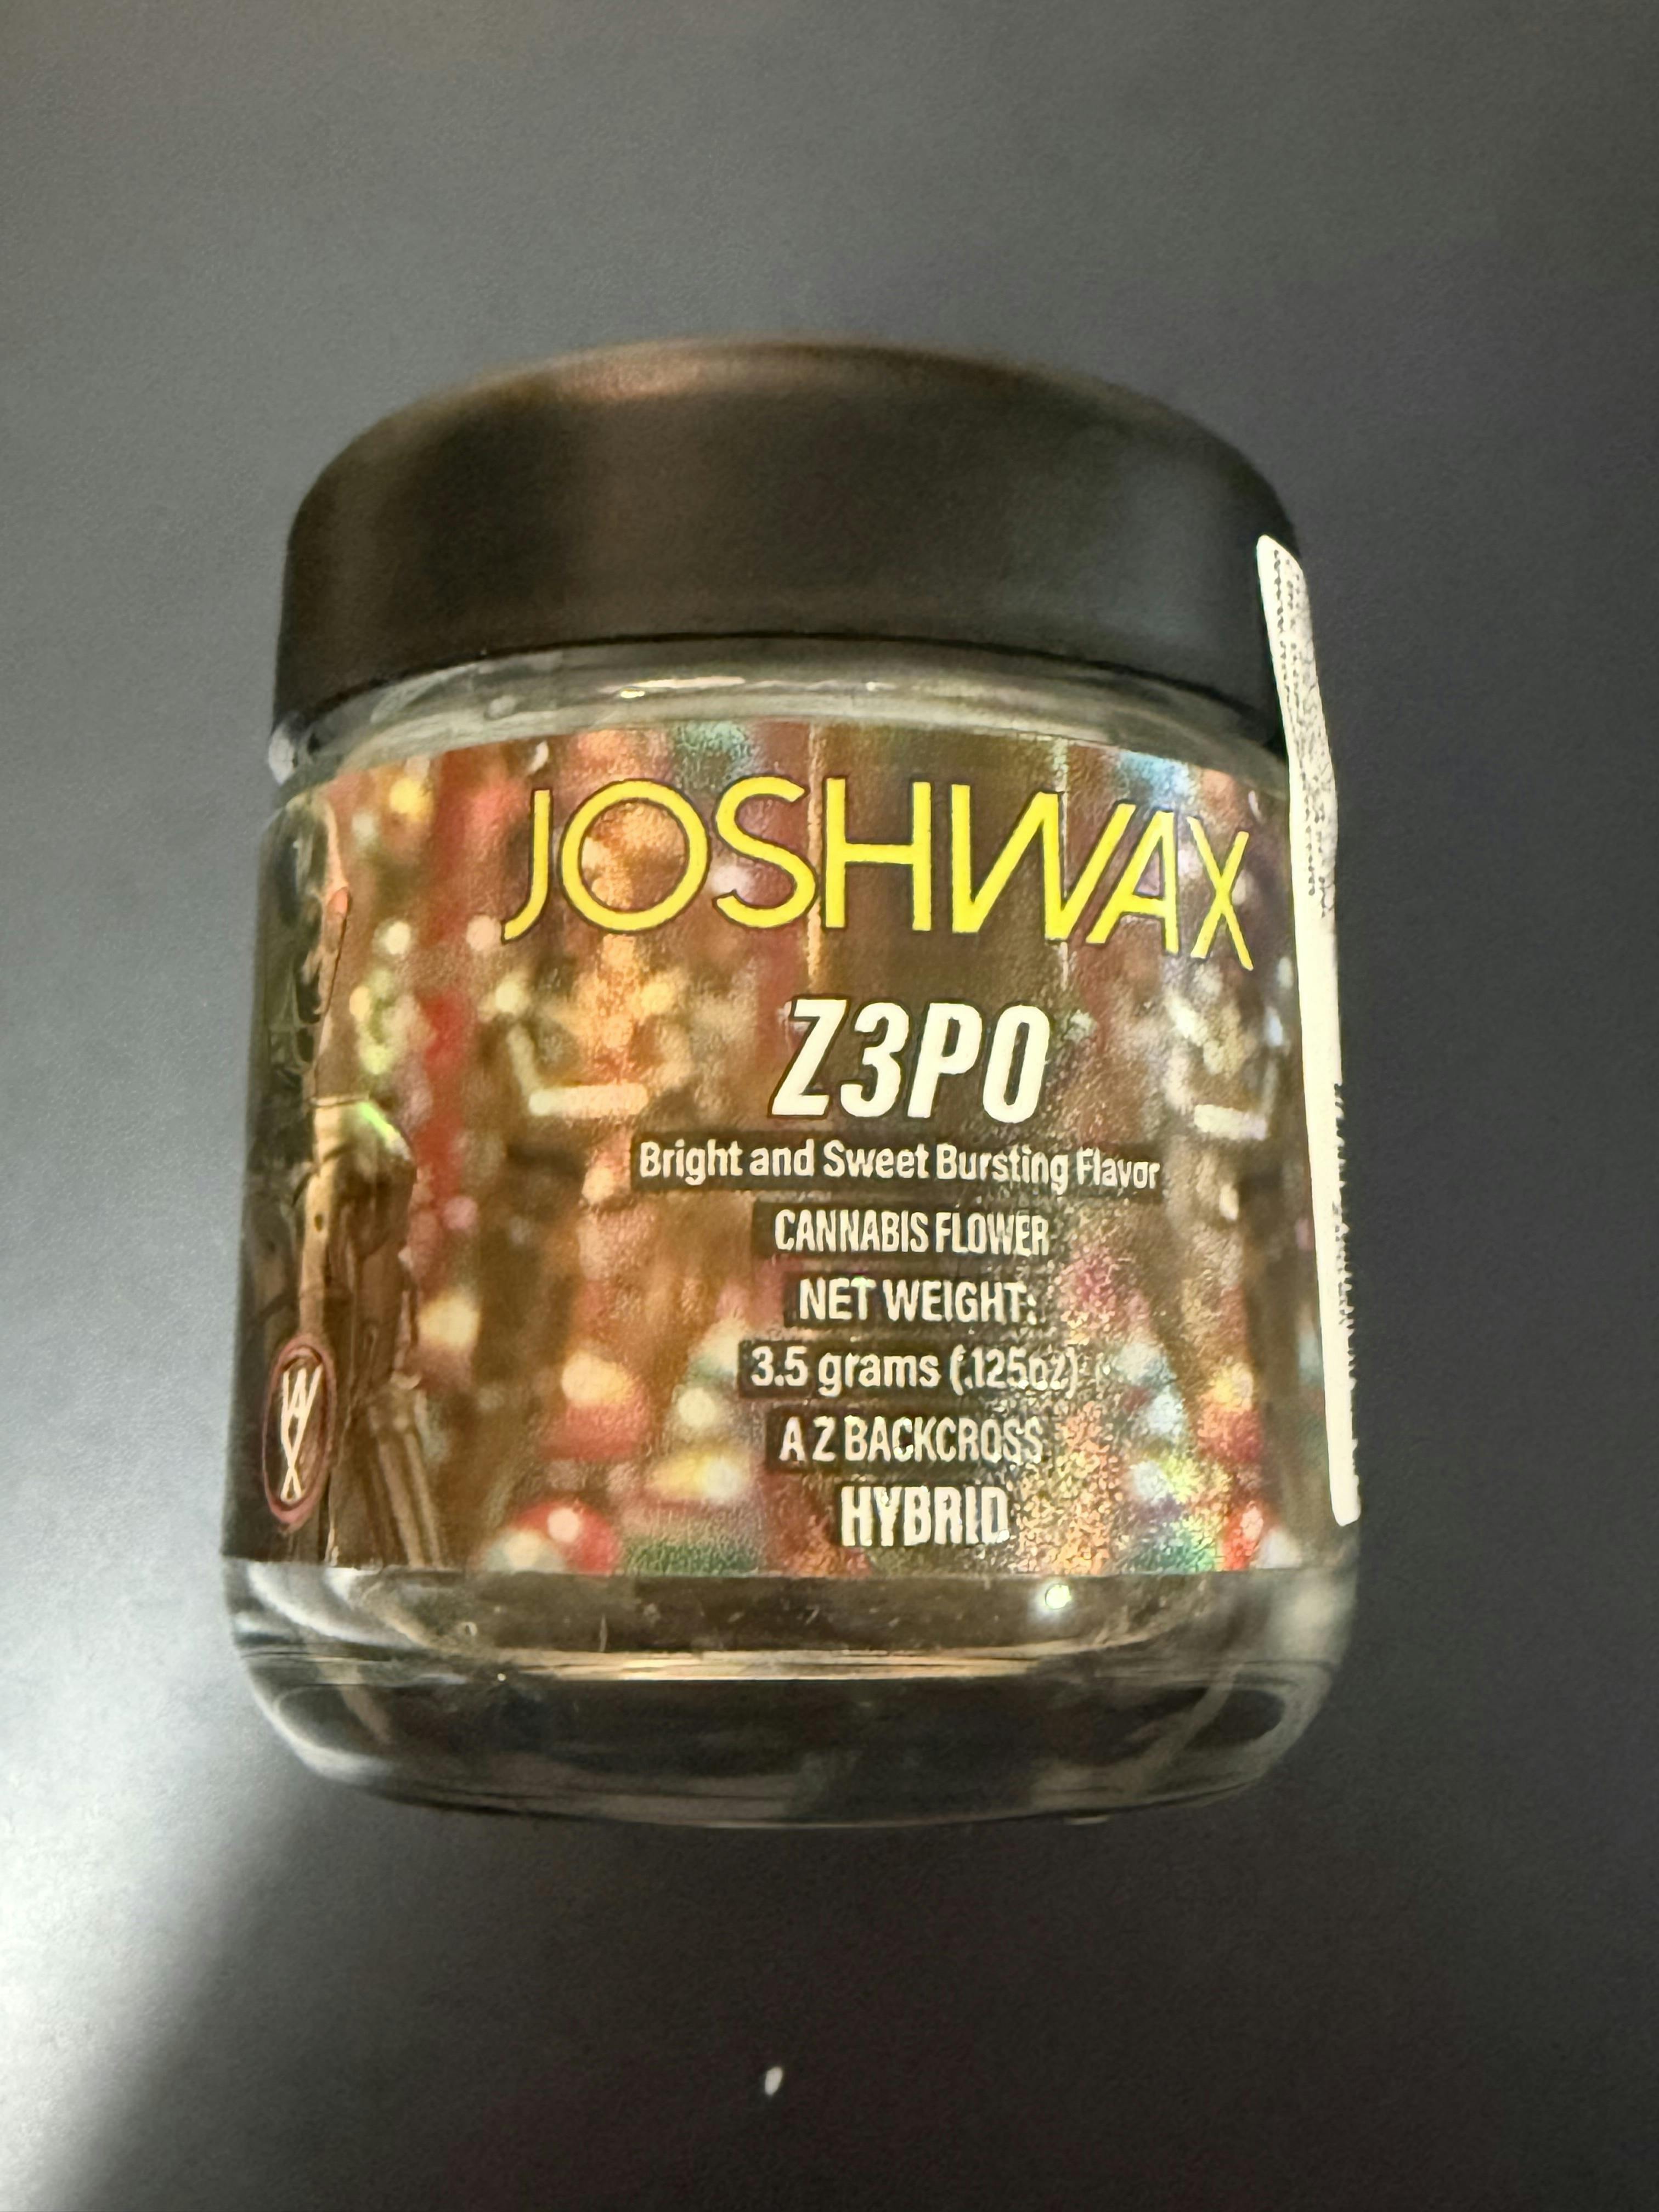 JOSHWAX
Z3PO
Bright and Sweet Bursting Flavor
CANNABIS FLOWER
NET WEIGHT:
3.5 grams (.125oz)
A Z BACKCROSS
HYBRID